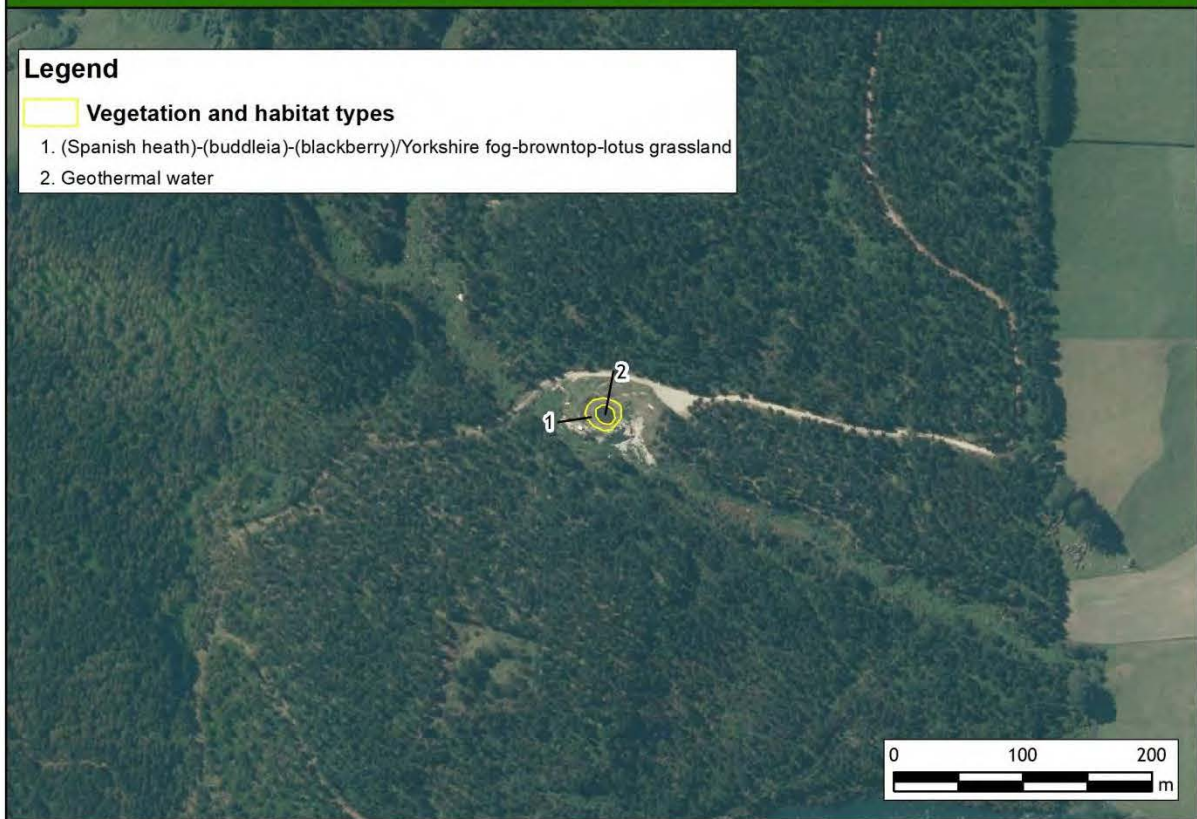 Legend
Vegetation and habitat types
1. (Spanish heath)-(buddleia)-(blackberry)/Yorkshire fog-browntop-lotus grassland
2. Geothermal water
2
1
0 100 200
m